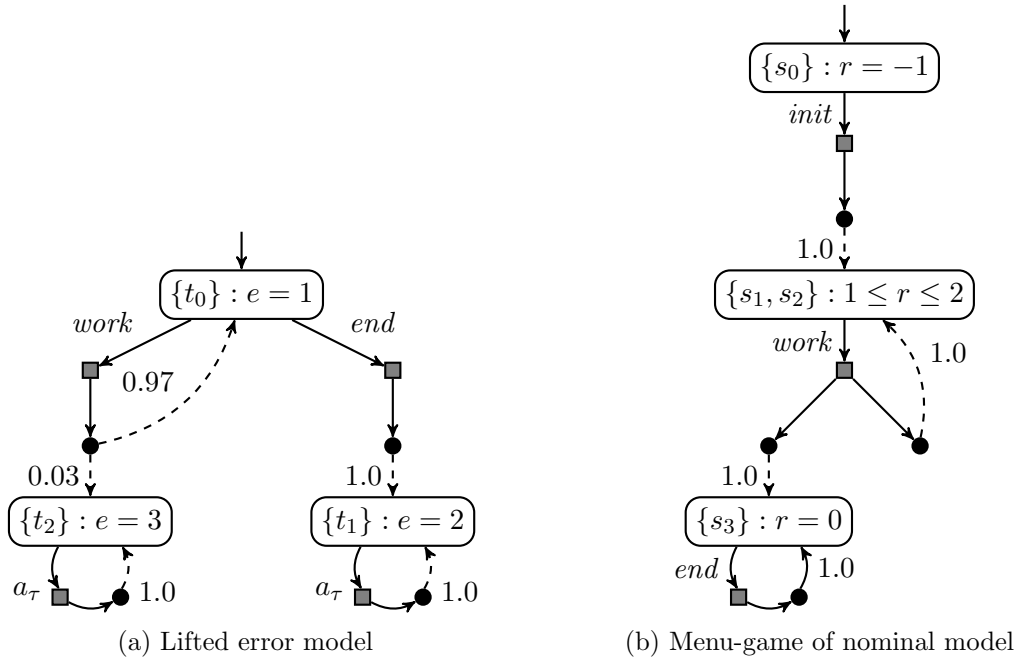 {s₀} : r = −1
init
1.0
{t₀} : e = 1
{s₁, s₂} : 1 ≤ r ≤ 2
work
end
work
1.0
0.97
0.03
1.0
1.0
{t₂} : e = 3
{t₁} : e = 2
{s₃} : r = 0
a_τ
1.0
a_τ
1.0
end
1.0
(a) Lifted error model
(b) Menu-game of nominal model